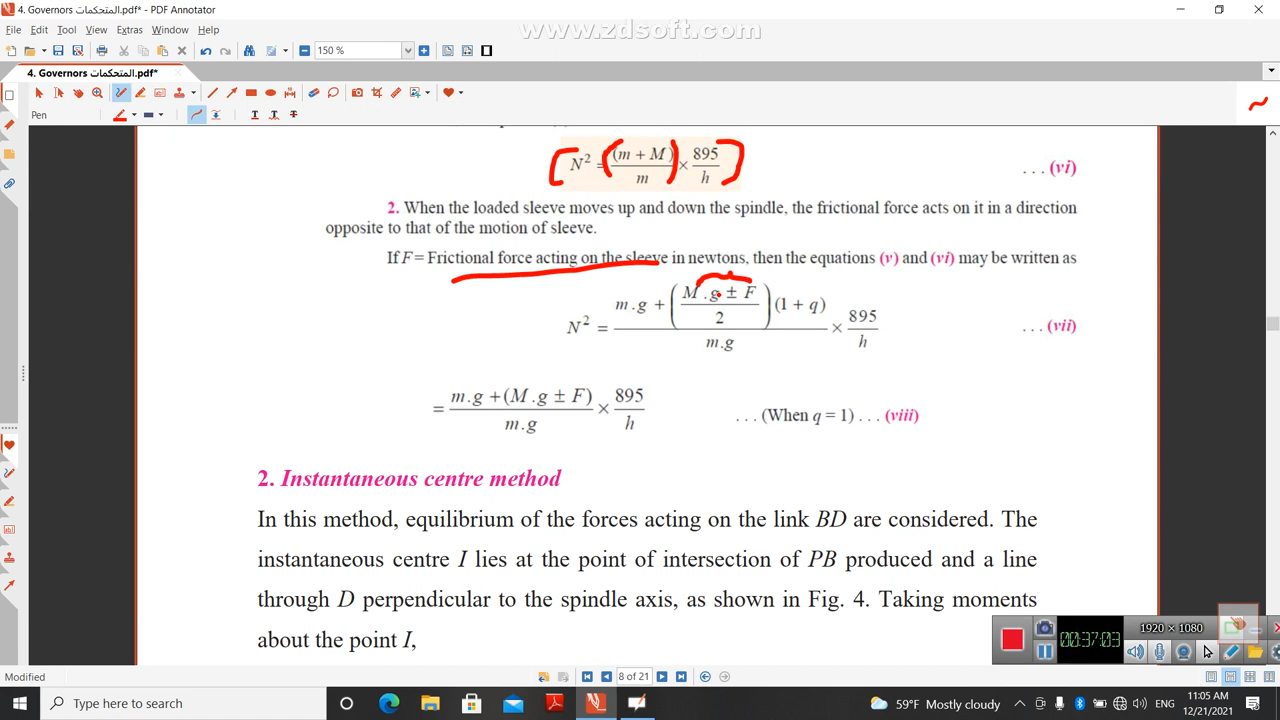 4. Governors المتحكمات.pdf* - PDF Annotator
www.zdsoft.com
File Edit Tool Extras View Window Help
150 %
4. Governors المتحكمات.pdf*
Pen
N² = (m + M) / m × 895 / h ... (vi)
2. When the loaded sleeve moves up and down the spindle, the frictional force acts on it in a direction
opposite to that of the motion of sleeve.
If F = Frictional force acting on the sleeve in newtons, then the equations (v) and (vi) may be written as
N² = (m.g + (M.g ± F / 2) (1 + q)) / m.g × 895 / h ... (vii)
= (m.g + (M.g ± F)) / m.g × 895 / h ... (When q = 1) ... (viii)
2. Instantaneous centre method
In this method, equilibrium of the forces acting on the link BD are considered. The
instantaneous centre I lies at the point of intersection of PB produced and a line
through D perpendicular to the spindle axis, as shown in Fig. 4. Taking moments
about the point I,
1920 × 1080
00:37:03
Modified
8 of 21
Type here to search
59°F Mostly cloudy
ENG
11:05 AM
12/21/2021